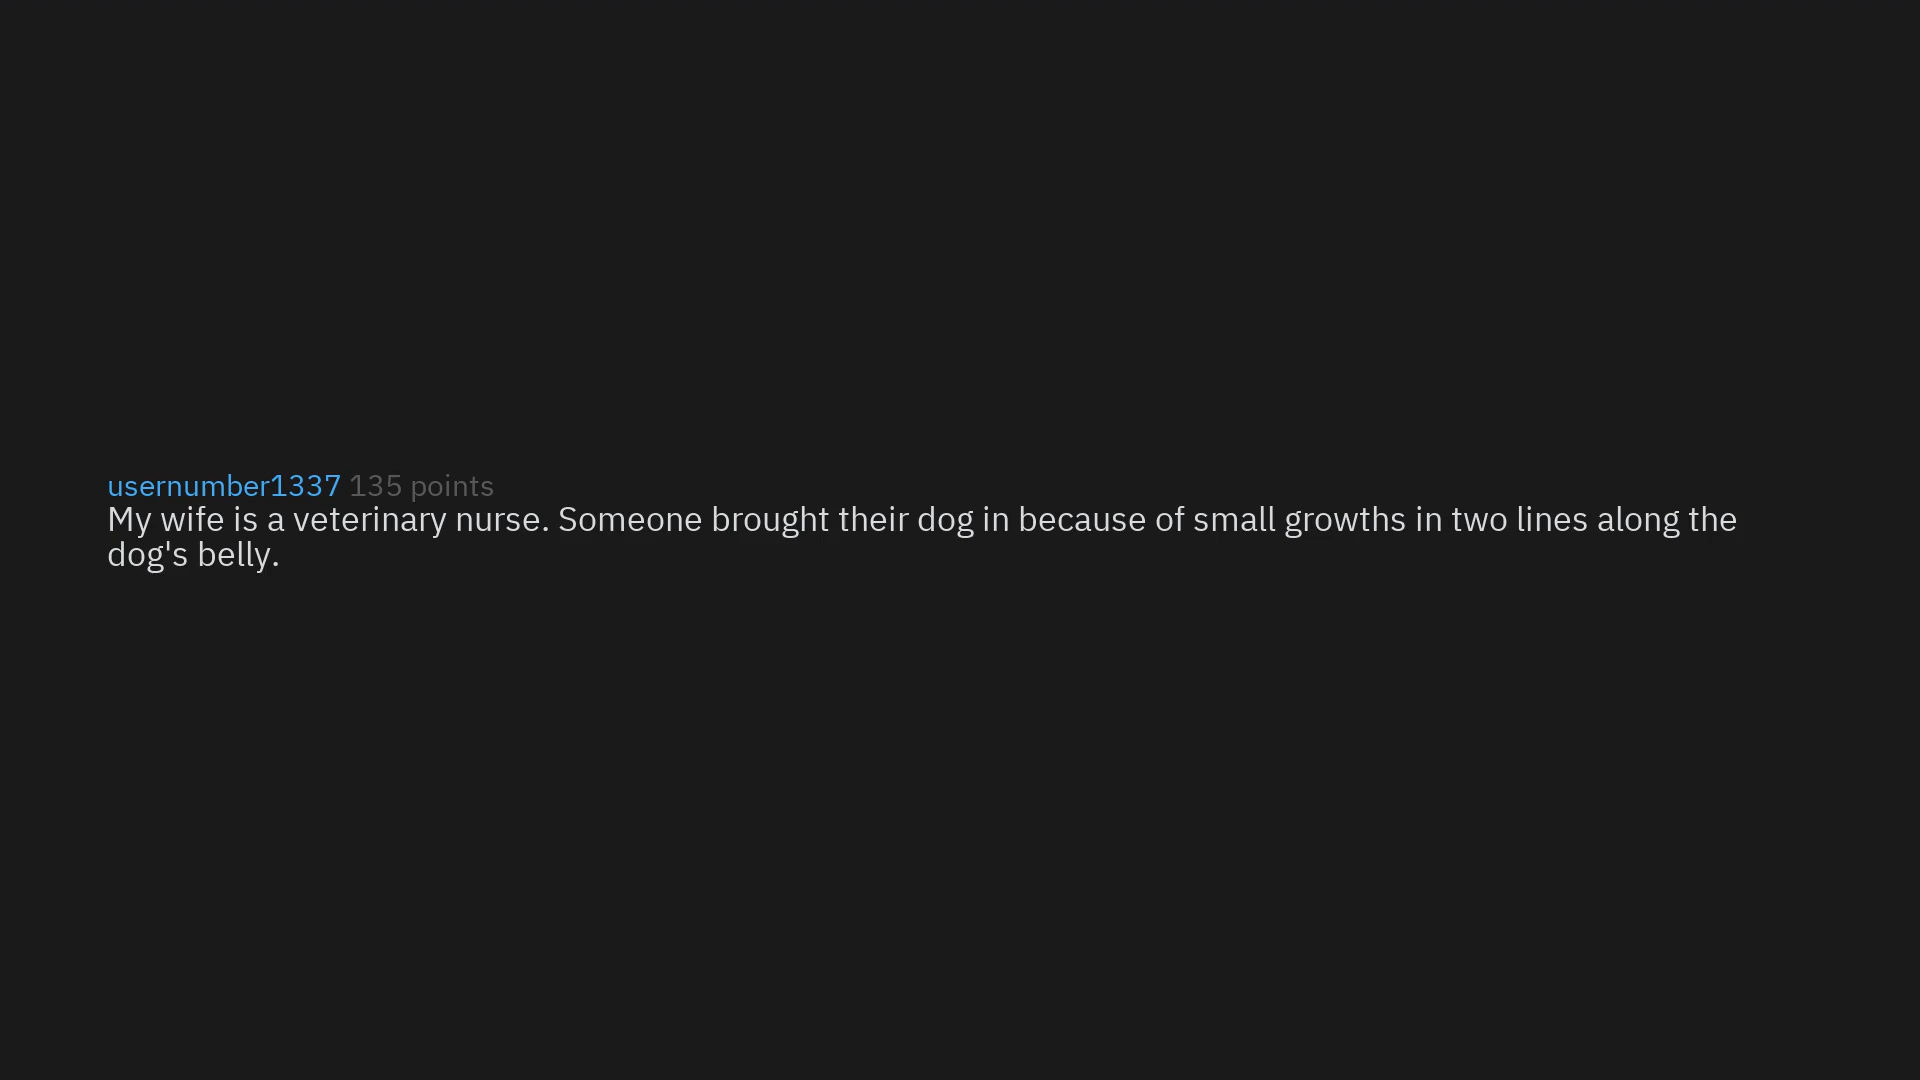 usernumber1337 135 points
My wife is a veterinary nurse. Someone brought their dog in because of small growths in two lines along the
dog's belly.